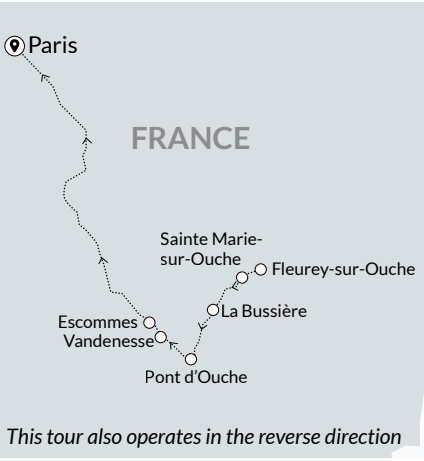 Paris
FRANCE
Sainte Marie-
sur-Ouche
Fleurey-sur-Ouche
La Bussière
Escommes
Vandenesse
Pont d’Ouche
This tour also operates in the reverse direction